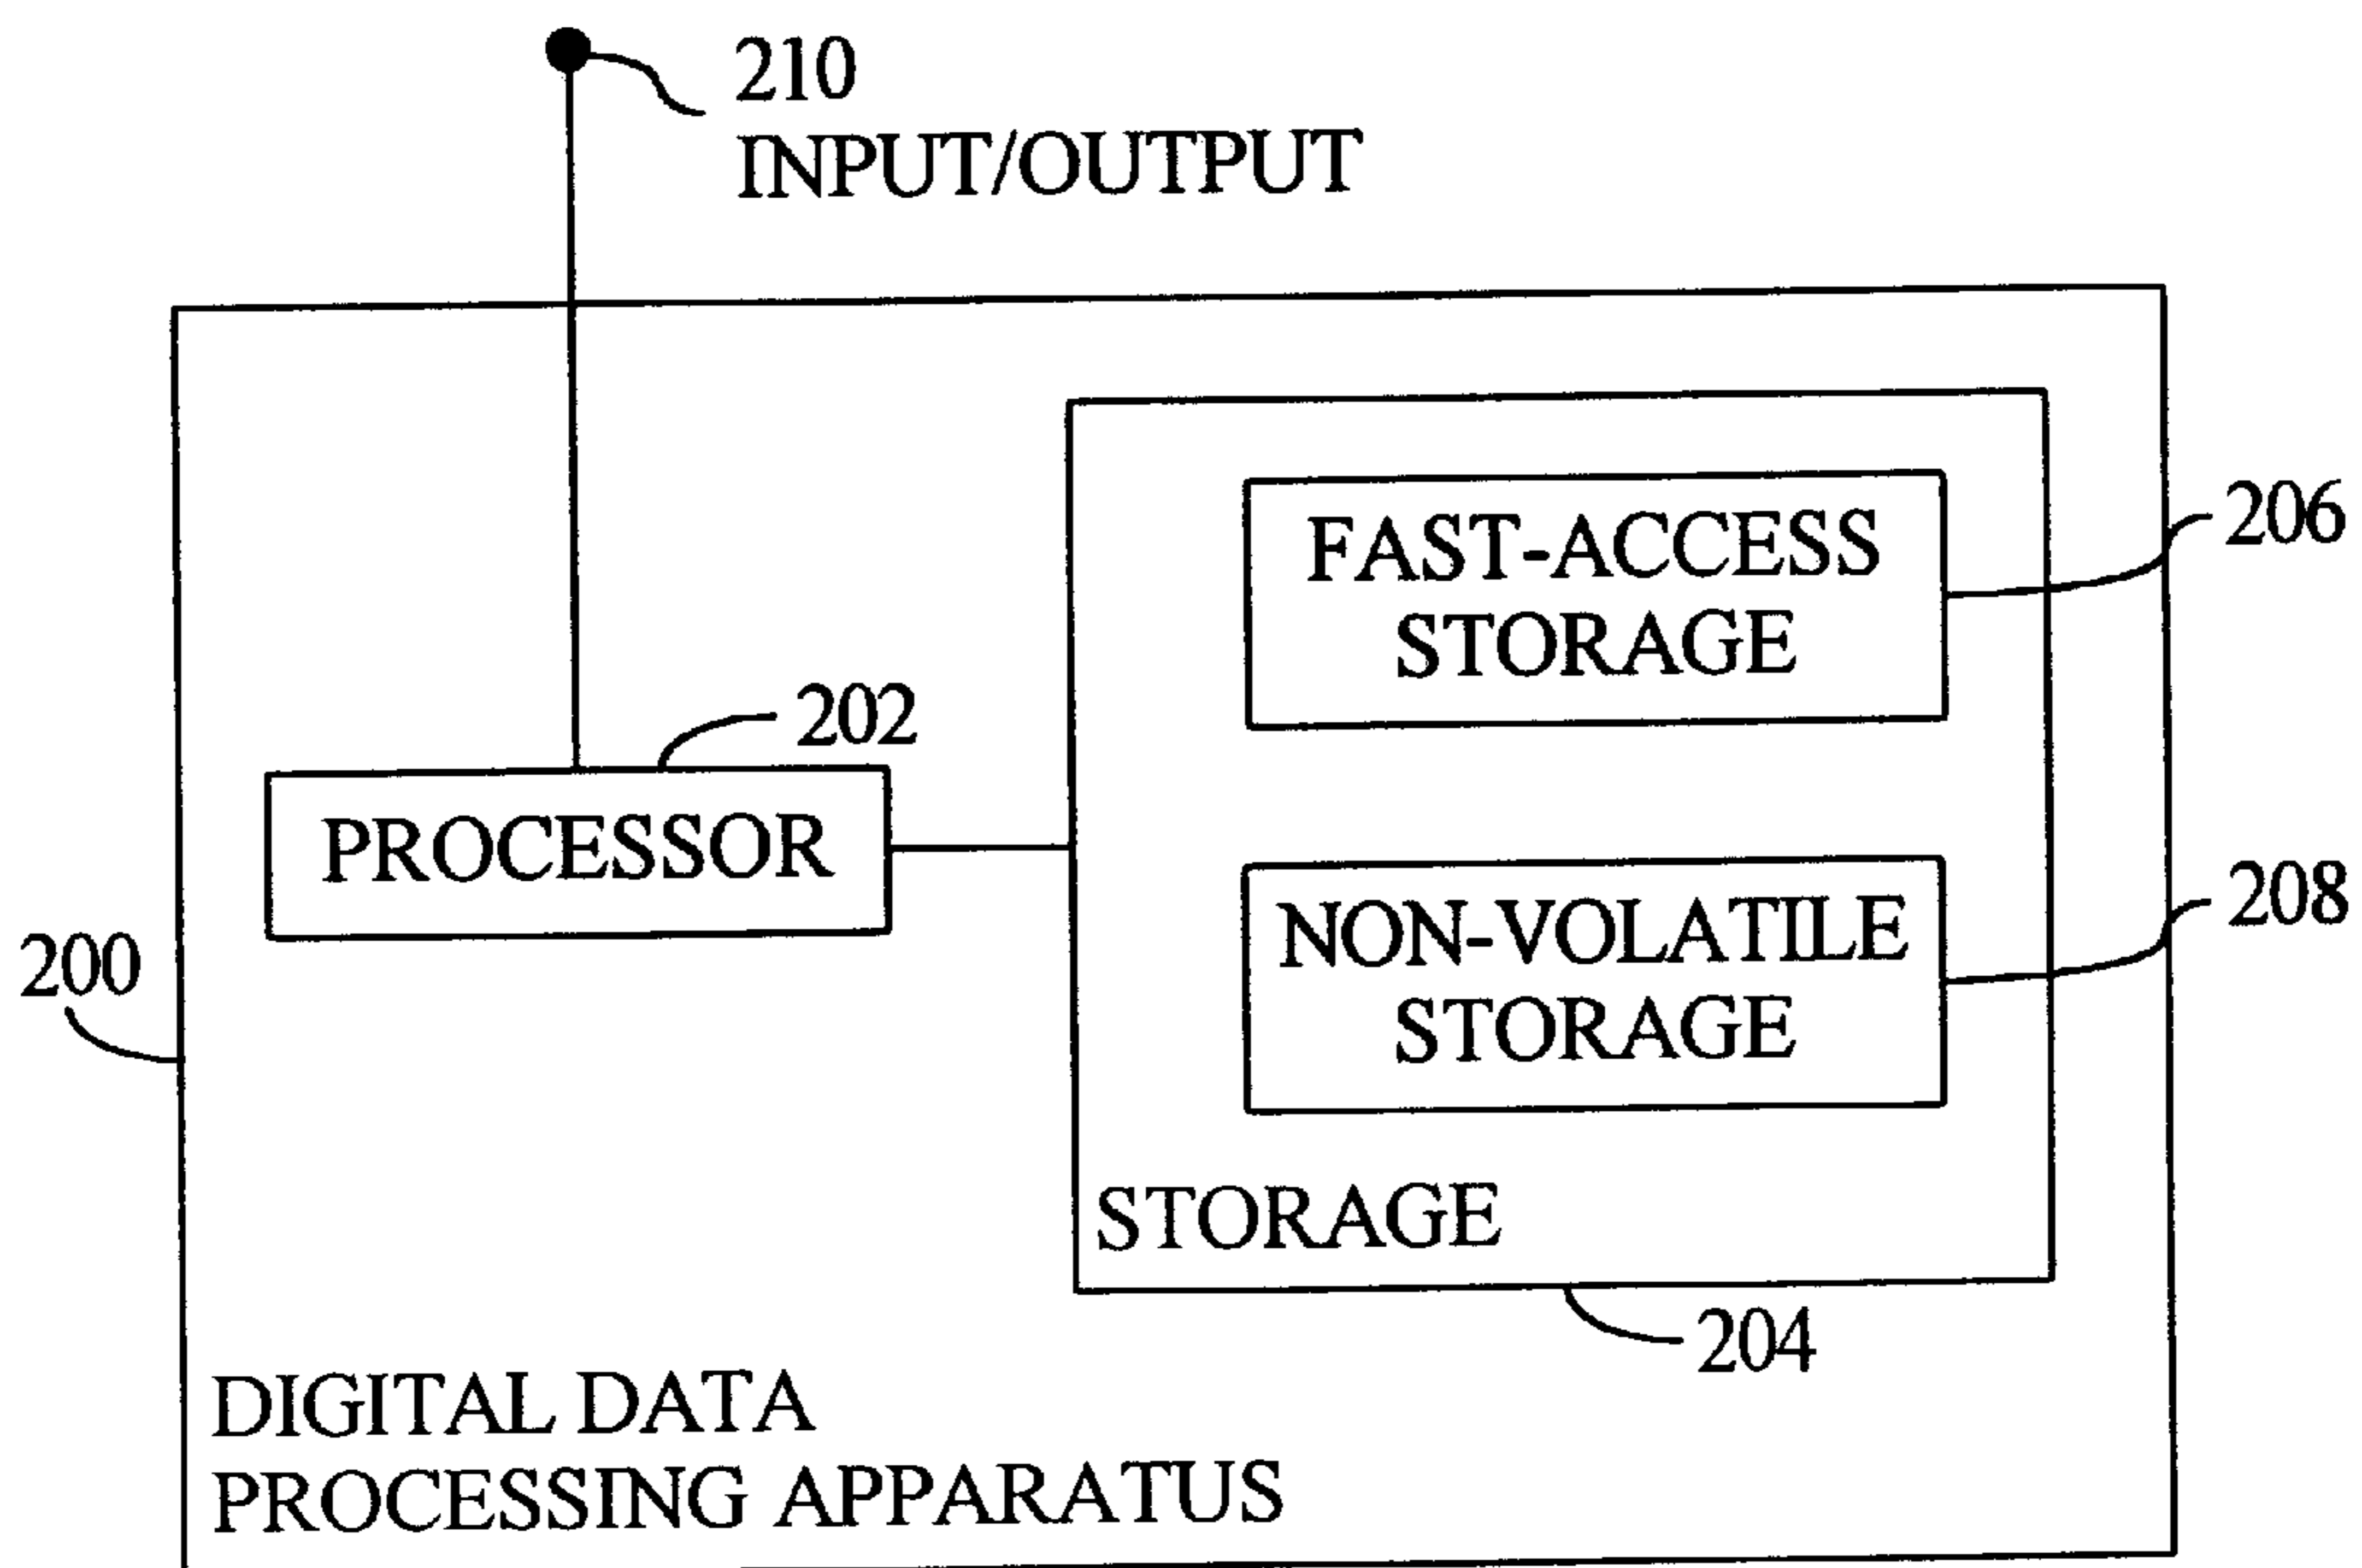 210
INPUT/OUTPUT
FAST-ACCESS
STORAGE
206
202
PROCESSOR
NON-VOLATILE
STORAGE
208
200
STORAGE
204
DIGITAL DATA
PROCESSING APPARATUS